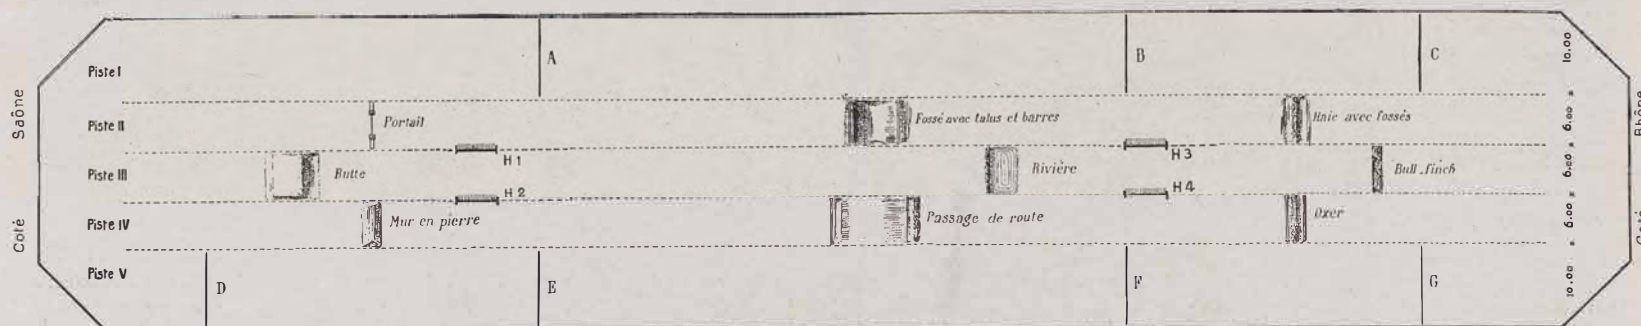 Piste I
A
B
C
10.00
Saône
Piste II
Portail
Fossé avec talus et barres
Haie avec fossés
6,00
Rhône
H 1
H 3
Piste III
Butte
Rivière
Bull-finch
6,00
H 2
H 4
Coté
Piste IV
Mur en pierre
Passage de route
Oxer
6.00
Coté
Piste V
D
E
F
G
10.00